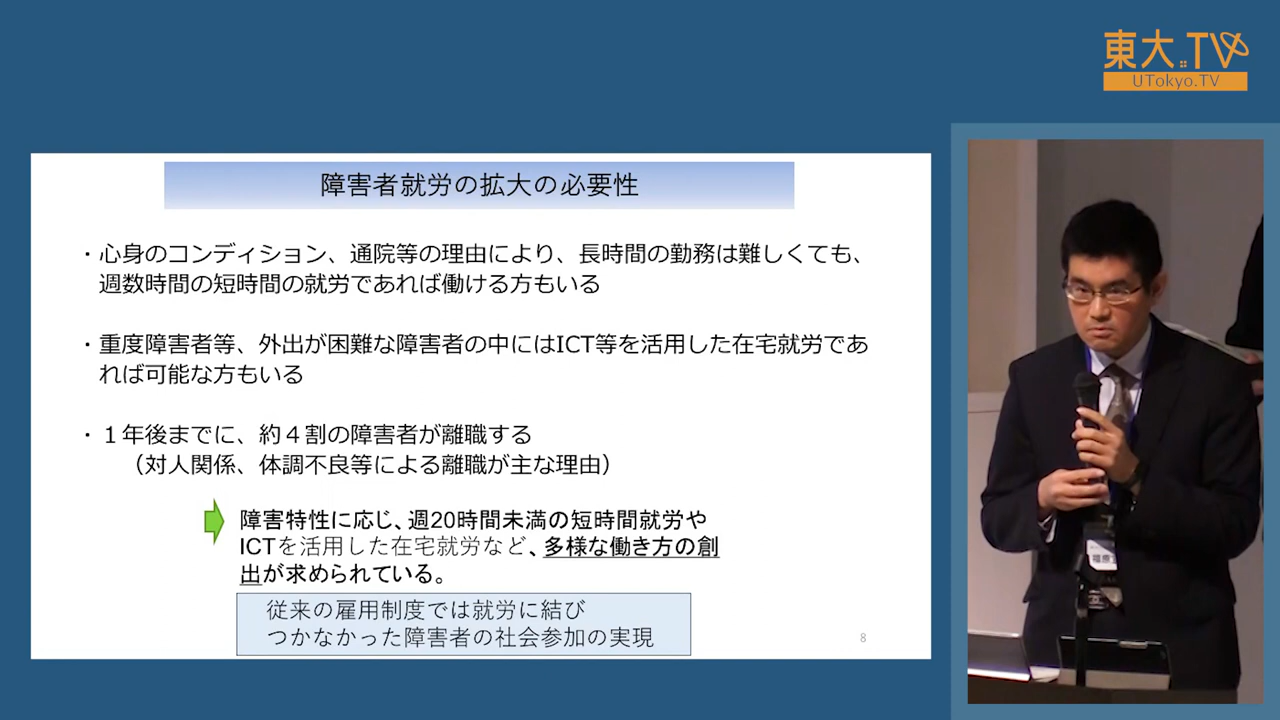 東大.TV
UTokyo.TV
障害者就労の拡大の必要性
・心身のコンディション、通院等の理由により、長時間の勤務は難しくても、
週数時間の短時間の就労であれば働ける方もいる
・重度障害者等、外出が困難な障害者の中にはICT等を活用した在宅就労であ
れば可能な方もいる
・１年後までに、約４割の障害者が離職する
（対人関係、体調不良等による離職が主な理由）
障害特性に応じ、週20時間未満の短時間就労や
ICTを活用した在宅就労など、多様な働き方の創
出が求められている。
従来の雇用制度では就労に結び
つかなかった障害者の社会参加の実現
8